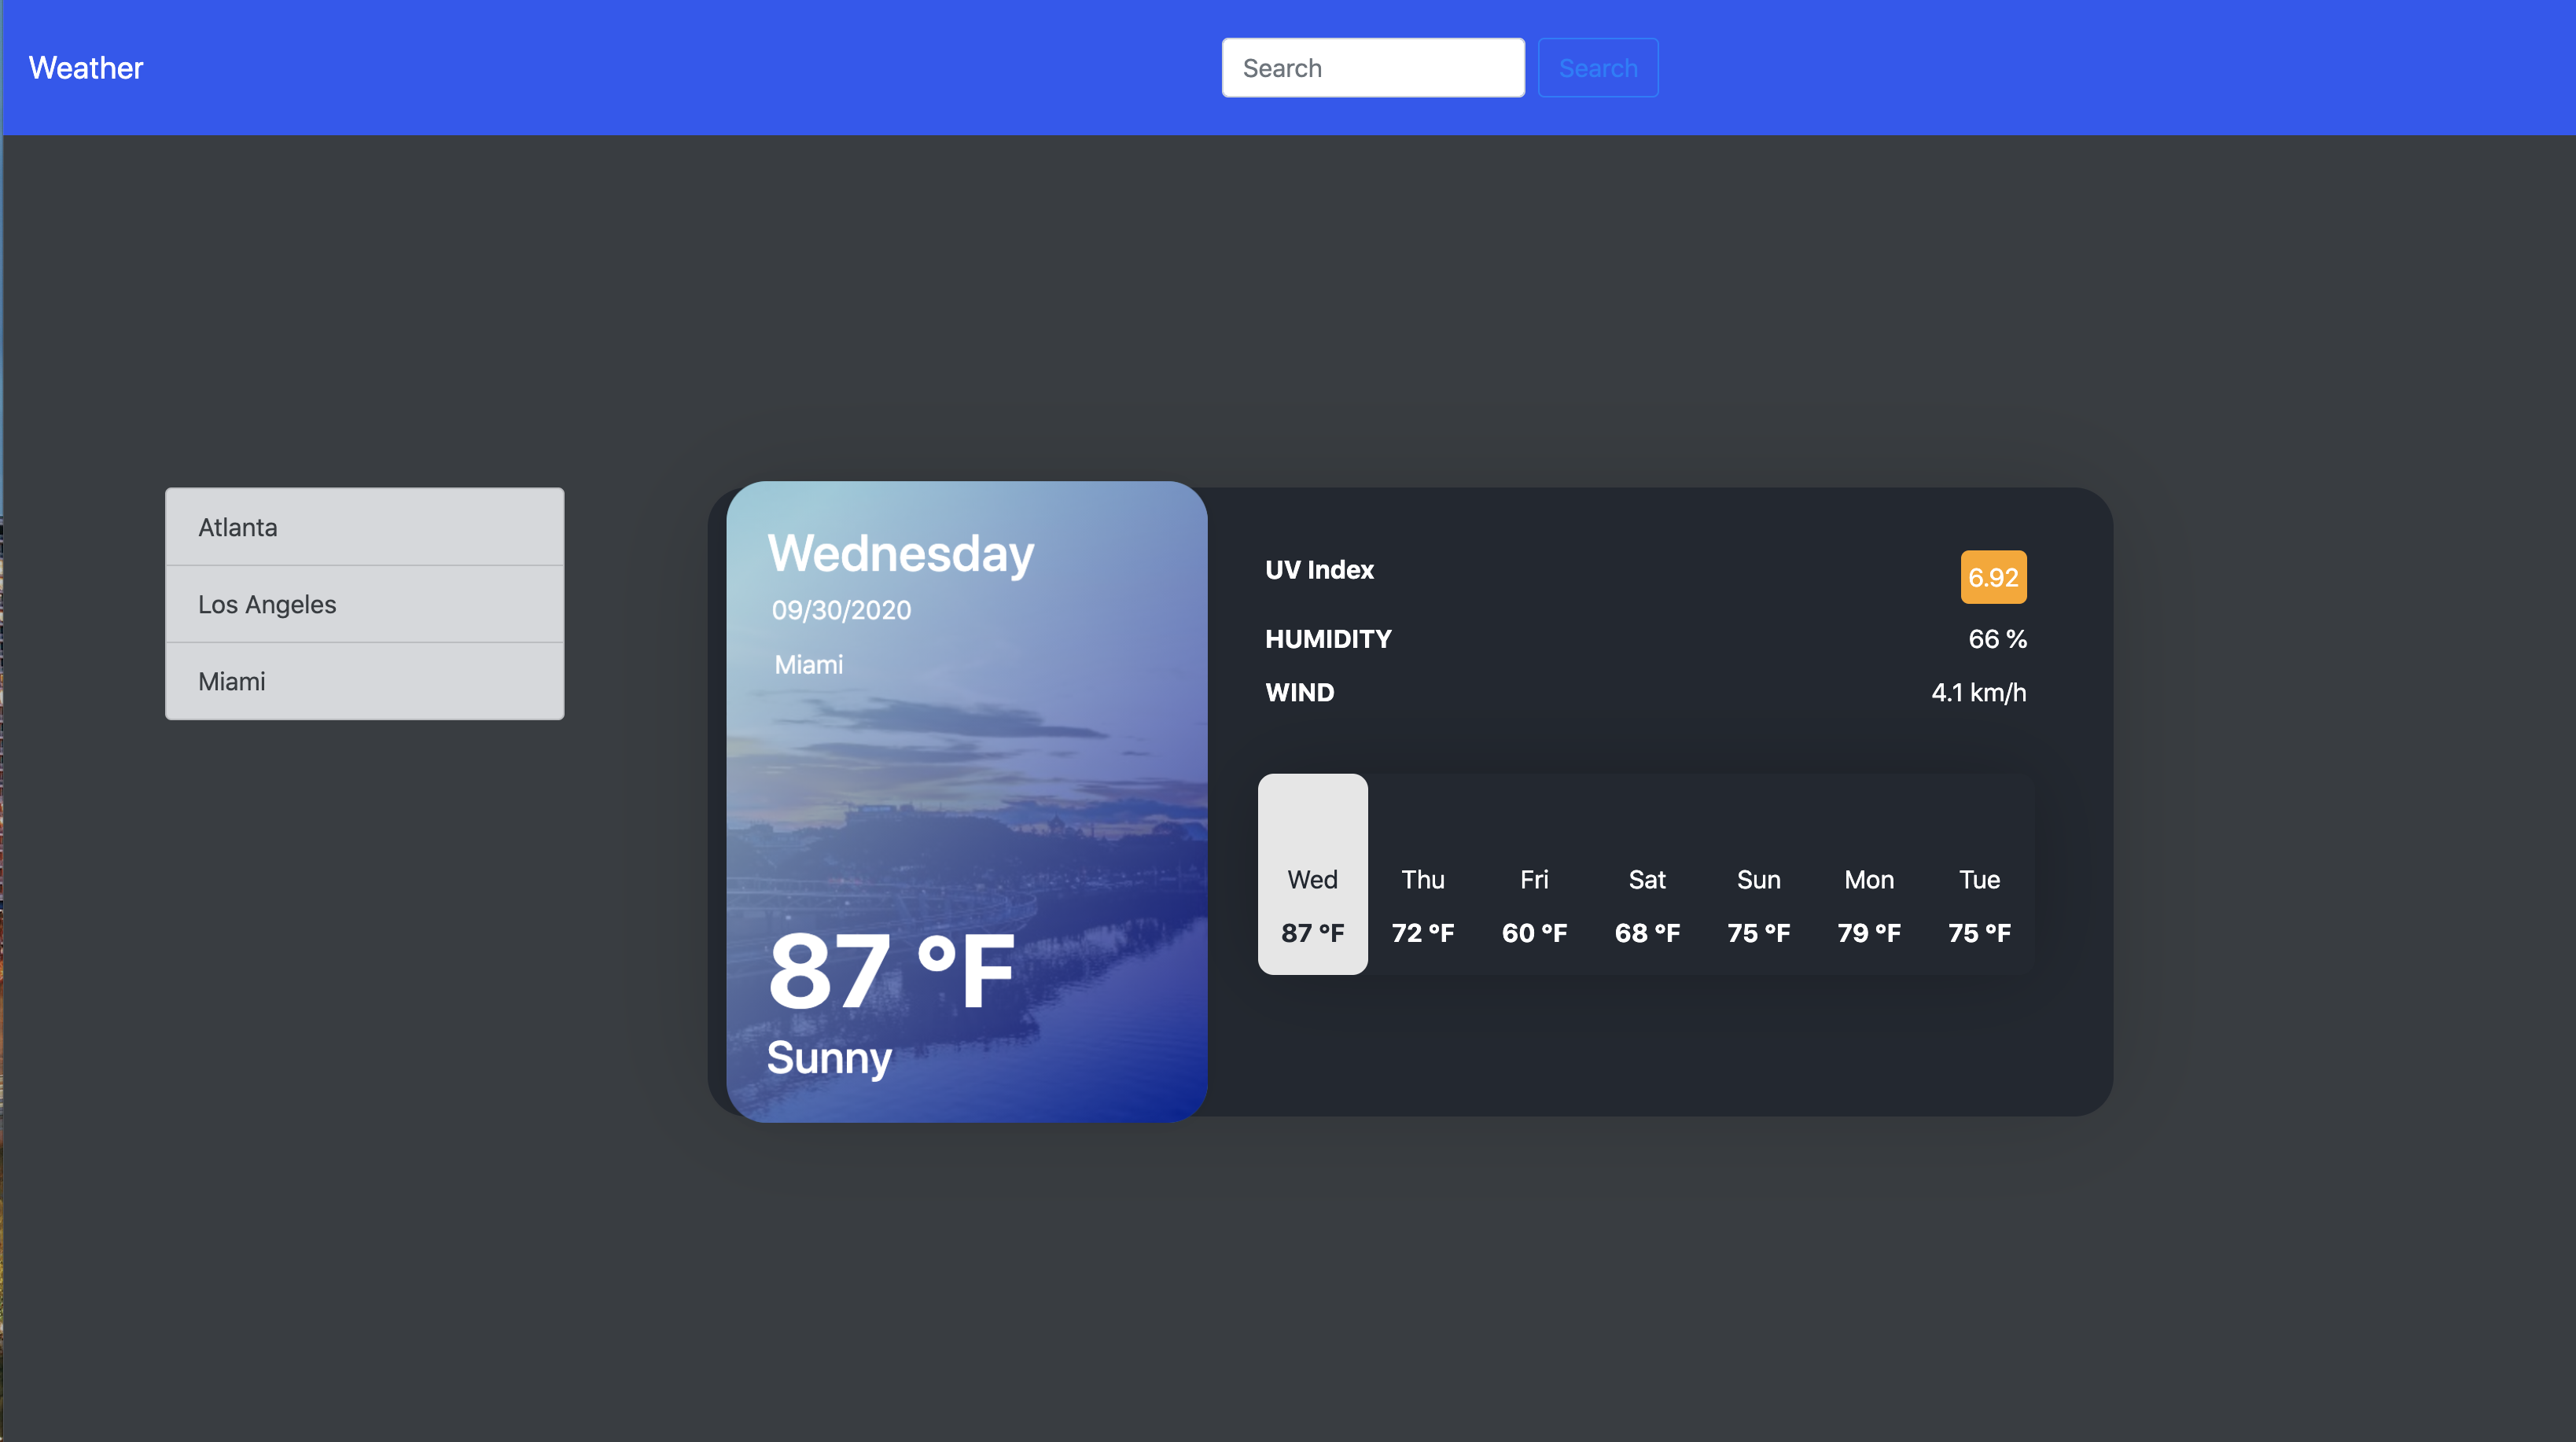 Weather
Search Search
Atlanta
Los Angeles
Miami
Wednesday
09/30/2020
Miami
87 °F
Sunny
UV Index 6.92
HUMIDITY 66 %
WIND 4.1 km/h
Wed Thu Fri Sat Sun Mon Tue
87 °F 72 °F 60 °F 68 °F 75 °F 79 °F 75 °F